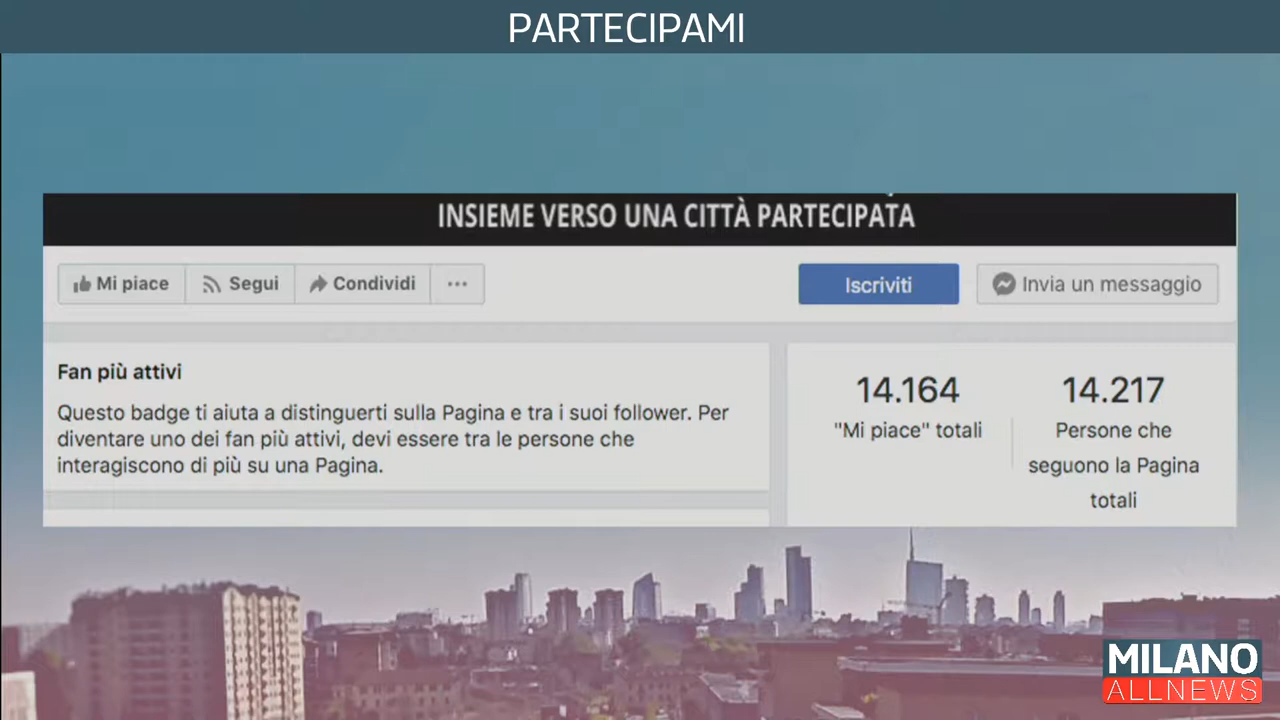 PARTECIPAMI
INSIEME VERSO UNA CITTÀ PARTECIPATA
Mi piace
Segui
Condividi
Iscriviti
Invia un messaggio
Fan più attivi
Questo badge ti aiuta a distinguerti sulla Pagina e tra i suoi follower. Per
diventare uno dei fan più attivi, devi essere tra le persone che
interagiscono di più su una Pagina.
14.164
"Mi piace" totali
14.217
Persone che
seguono la Pagina
totali
MILANO
ALLNEWS